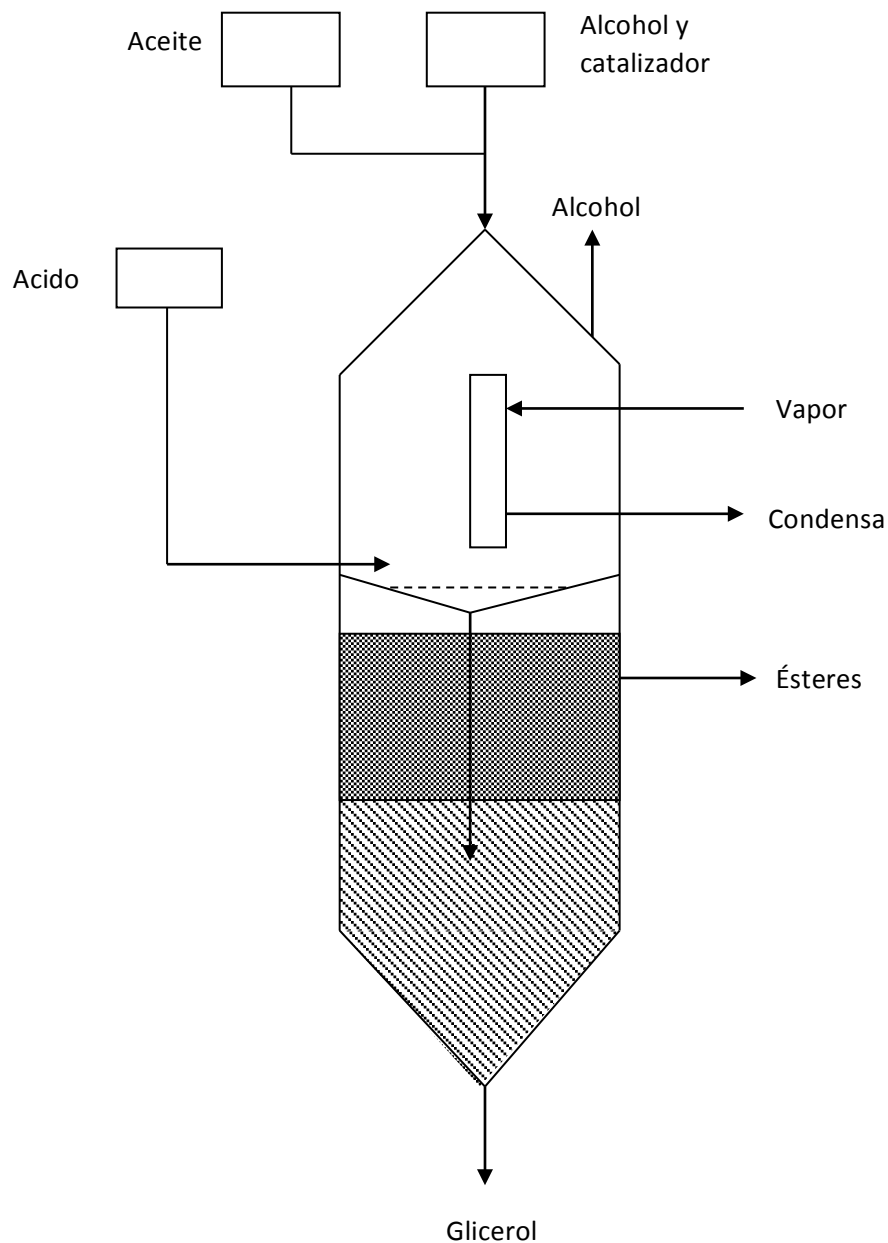 Aceite
Alcohol y
catalizador
Alcohol
Acido
Vapor
Condensa
Ésteres
Glicerol